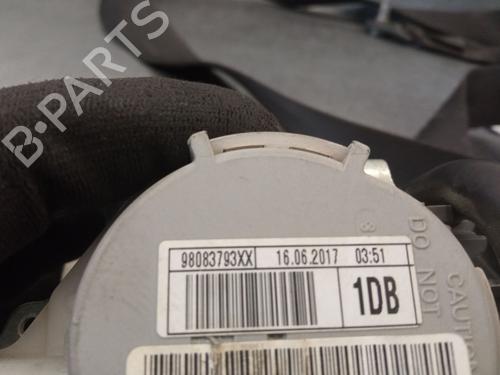 B-PARTS
98083793XX 16.06.2017 03:51
1DB
DO NOT
CAUTION